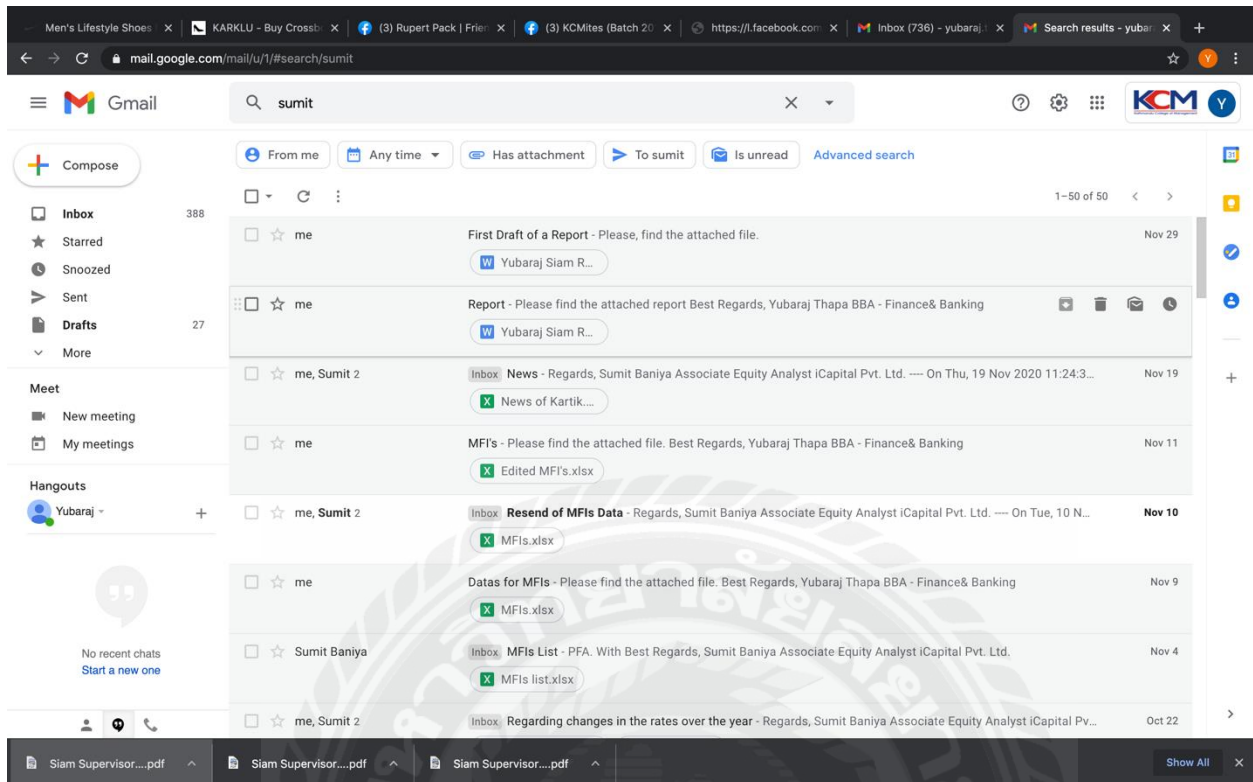 Men's Lifestyle Shoes
KARKLU - Buy Crossb
(3) Rupert Pack | Frien
(3) KCMites (Batch 20
https://l.facebook.com
Inbox (736) - yubaraj.t
Search results - yubar
mail.google.com/mail/u/1/#search/sumit
Y
Gmail
sumit
KCM
Y
Compose
From me
Any time
Has attachment
To sumit
Is unread
Advanced search
31
1–50 of 50
Inbox 388
Starred
Snoozed
Sent
Drafts 27
More
Meet
New meeting
My meetings
Hangouts
Yubaraj
No recent chats
Start a new one
me First Draft of a Report - Please, find the attached file. Nov 29
W Yubaraj Siam R...
me Report - Please find the attached report Best Regards, Yubaraj Thapa BBA - Finance& Banking
W Yubaraj Siam R...
me, Sumit 2 Inbox News - Regards, Sumit Baniya Associate Equity Analyst iCapital Pvt. Ltd. ---- On Thu, 19 Nov 2020 11:24:3... Nov 19
X News of Kartik....
me MFI's - Please find the attached file. Best Regards, Yubaraj Thapa BBA - Finance& Banking Nov 11
X Edited MFI's.xlsx
me, Sumit 2 Inbox Resend of MFIs Data - Regards, Sumit Baniya Associate Equity Analyst iCapital Pvt. Ltd. ---- On Tue, 10 N... Nov 10
X MFIs.xlsx
me Datas for MFIs - Please find the attached file. Best Regards, Yubaraj Thapa BBA - Finance& Banking Nov 9
X MFIs.xlsx
Sumit Baniya Inbox MFIs List - PFA. With Best Regards, Sumit Baniya Associate Equity Analyst iCapital Pvt. Ltd. Nov 4
X MFIs list.xlsx
me, Sumit 2 Inbox Regarding changes in the rates over the year - Regards, Sumit Baniya Associate Equity Analyst iCapital Pv... Oct 22
Siam Supervisor....pdf
Siam Supervisor....pdf
Siam Supervisor....pdf
Show All